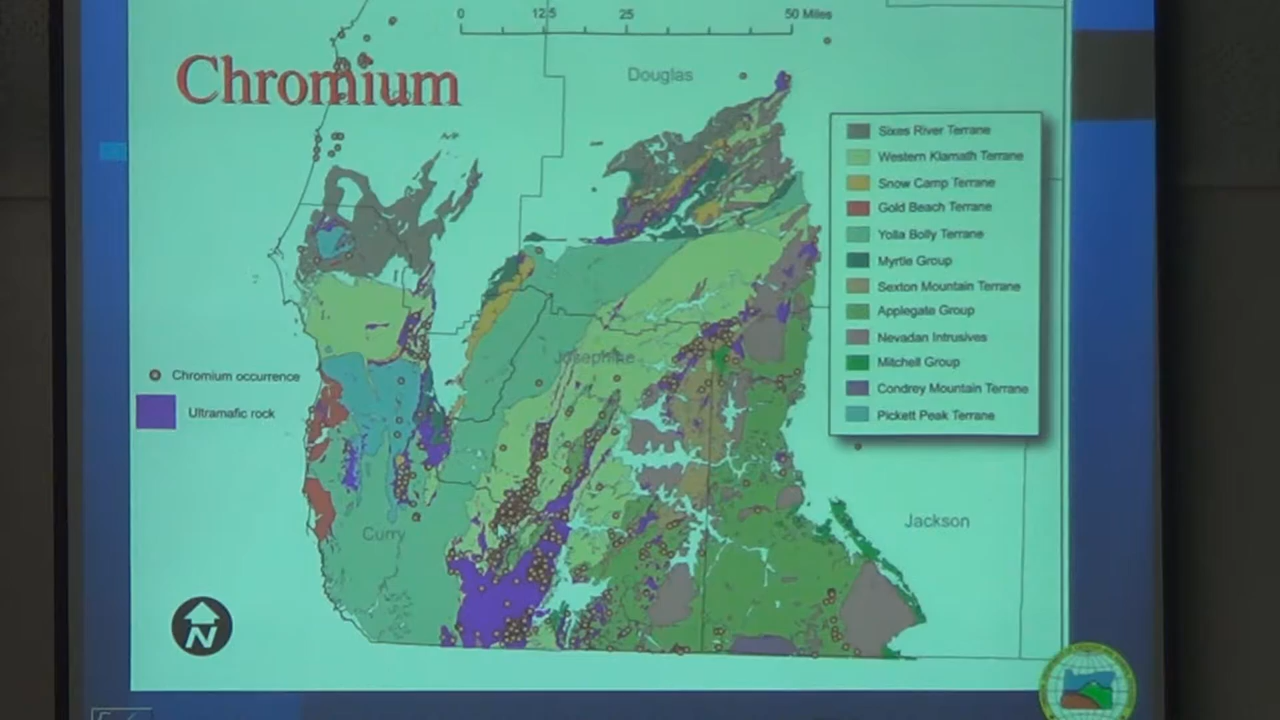 0 12.5 25 50 Miles
Chromium
Douglas
Sixes River Terrane
Western Klamath Terrane
Snow Camp Terrane
Gold Beach Terrane
Yolla Bolly Terrane
Myrtle Group
Sexton Mountain Terrane
Applegate Group
Nevadan Intrusives
Mitchell Group
Condrey Mountain Terrane
Pickett Peak Terrane
Josephine
Chromium occurrence
Ultramafic rock
Curry
Jackson
N